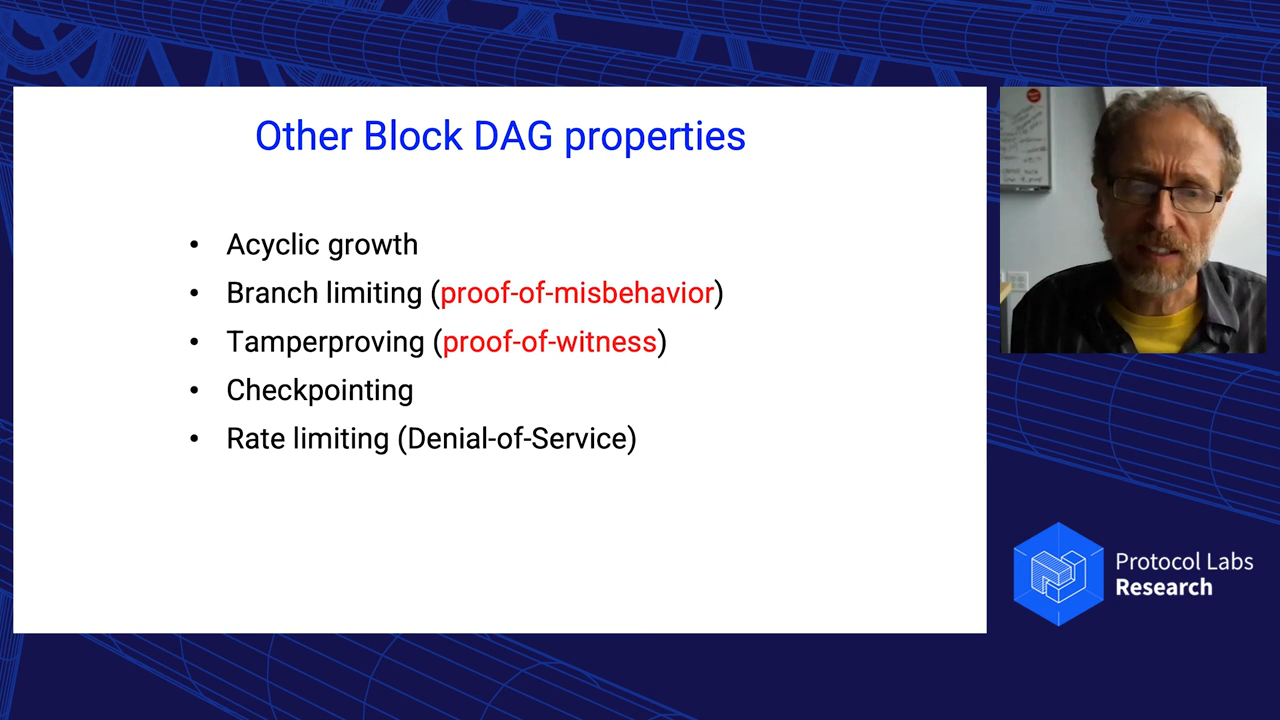 Other Block DAG properties
• Acyclic growth
• Branch limiting (proof-of-misbehavior)
• Tamperproving (proof-of-witness)
• Checkpointing
• Rate limiting (Denial-of-Service)
Protocol Labs
Research